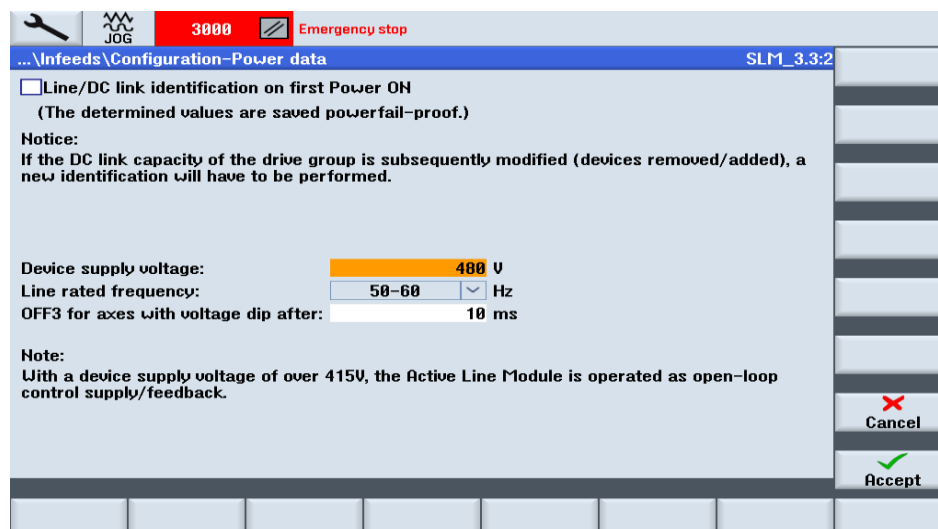 JOG
3000
Emergency stop
...\Infeeds\Configuration-Power data
SLM_3.3:2
Line/DC link identification on first Power ON
(The determined values are saved powerfail-proof.)
Notice:
If the DC link capacity of the drive group is subsequently modified (devices removed/added), a
new identification will have to be performed.
Device supply voltage: 480 V
Line rated frequency: 50-60 Hz
OFF3 for axes with voltage dip after: 10 ms
Note:
With a device supply voltage of over 415V, the Active Line Module is operated as open-loop
control supply/feedback.
Cancel
Accept